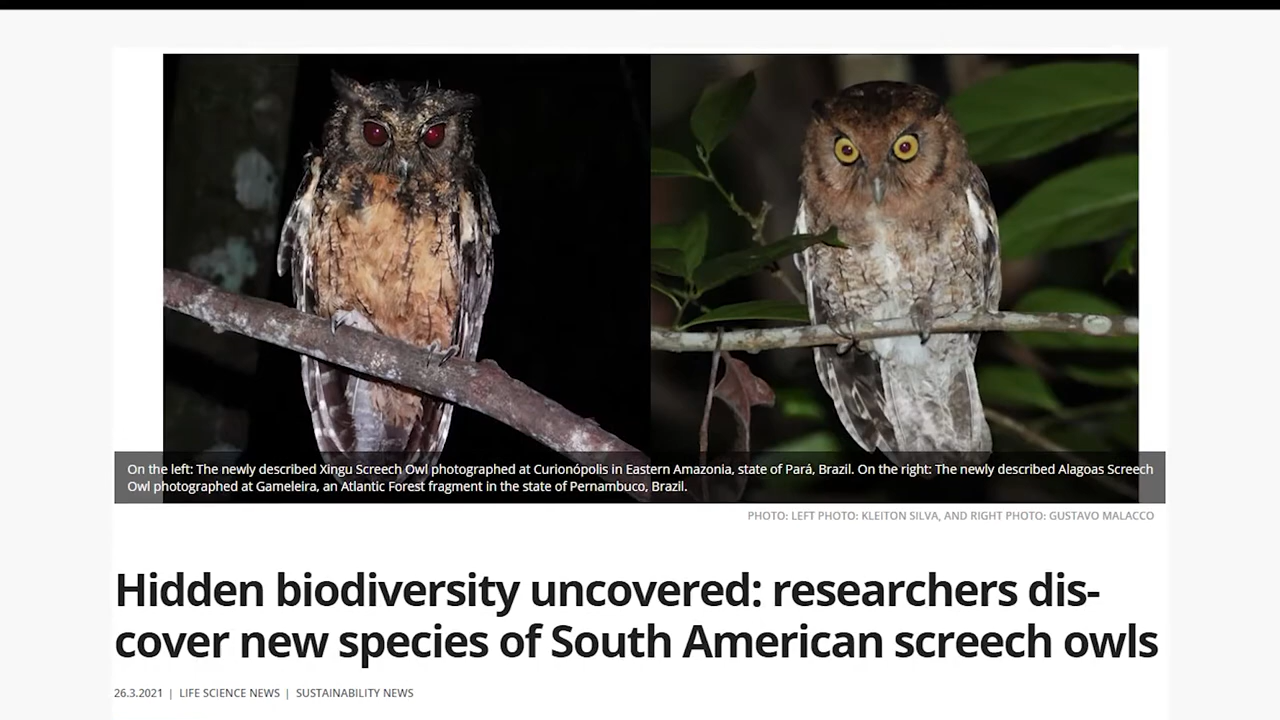 On the left: The newly described Xingu Screech Owl photographed at Curionópolis in Eastern Amazonia, state of Pará, Brazil. On the right: The newly described Alagoas Screech
Owl photographed at Gameleira, an Atlantic Forest fragment in the state of Pernambuco, Brazil.
PHOTO: LEFT PHOTO: KLEITON SILVA, AND RIGHT PHOTO: GUSTAVO MALACCO
Hidden biodiversity uncovered: researchers dis-
cover new species of South American screech owls
26.3.2021 | LIFE SCIENCE NEWS | SUSTAINABILITY NEWS